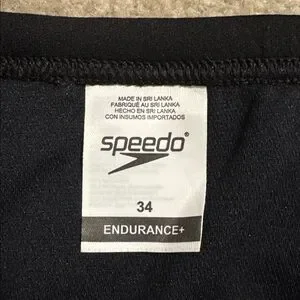 MADE IN SRI LANKA
FABRIQUÉ AU SRI LANKA
HECHO EN SRI LANKA
CON INSUMOS IMPORTADOS
speedo®
34
ENDURANCE+